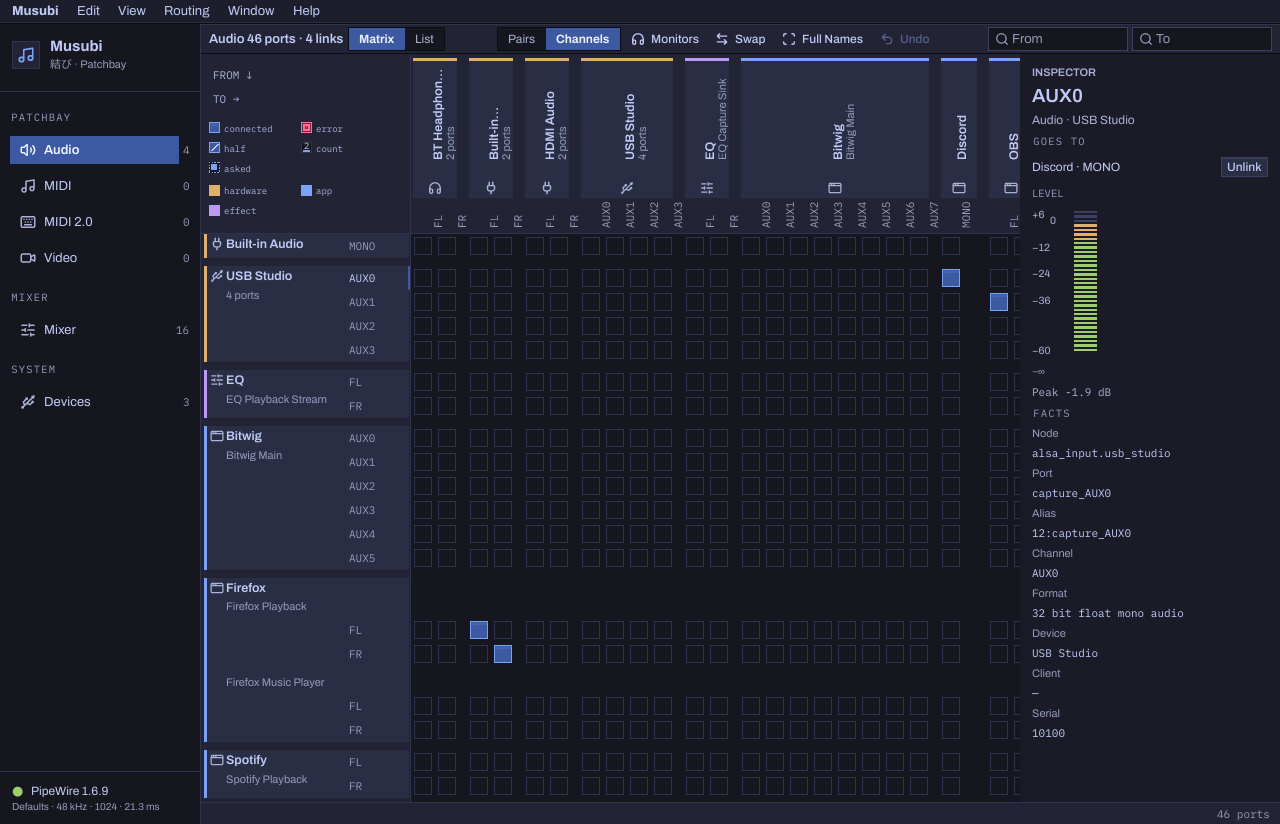 Musubi Edit View Routing Window Help
Musubi
結び · Patchbay
PATCHBAY
Audio 4
MIDI 0
MIDI 2.0 0
Video 0
MIXER
Mixer 16
SYSTEM
Devices 3
PipeWire 1.6.9
Defaults · 48 kHz · 1024 · 21.3 ms
Audio 46 ports · 4 links Matrix List Pairs Channels Monitors Swap Full Names Undo From To
FROM ↓
TO →
connected error
half 2 count
asked
hardware app
effect
BT Headphon…
2 ports
Built-in…
2 ports
HDMI Audio
2 ports
USB Studio
4 ports
EQ
EQ Capture Sink
Bitwig
Bitwig Main
Discord
OBS
FL FR FL FR FL FR AUX0 AUX1 AUX2 AUX3 FL FR AUX0 AUX1 AUX2 AUX3 AUX4 AUX5 AUX6 AUX7 MONO FL
Built-in Audio MONO
USB Studio AUX0
4 ports AUX1
AUX2
AUX3
EQ FL
EQ Playback Stream FR
Bitwig AUX0
Bitwig Main AUX1
AUX2
AUX3
AUX4
AUX5
Firefox
Firefox Playback
FL
FR
Firefox Music Player
FL
FR
Spotify FL
Spotify Playback FR
INSPECTOR
AUX0
Audio · USB Studio
GOES TO
Discord · MONO Unlink
LEVEL
+6
0
−12
−24
−36
−60
−∞
Peak -1.9 dB
FACTS
Node
alsa_input.usb_studio
Port
capture_AUX0
Alias
12:capture_AUX0
Channel
AUX0
Format
32 bit float mono audio
Device
USB Studio
Client
—
Serial
10100
46 ports